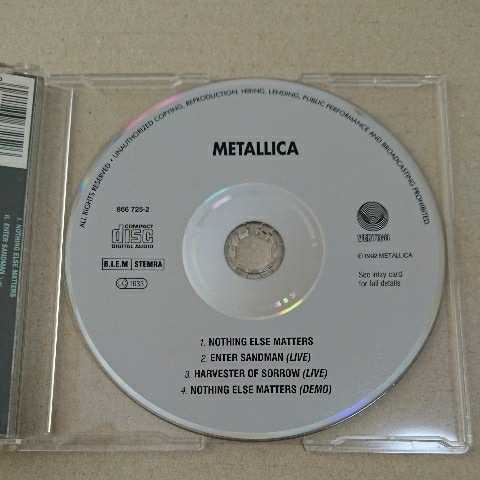 ALL RIGHTS RESERVED • UNAUTHORIZED COPYING, REPRODUCTION, HIRING, LENDING, PUBLIC PERFORMANCE AND BROADCASTING PROHIBITED
METALLICA
866 725-2
COMPACT
disc
DIGITAL AUDIO
B.I.E.M
STEMRA
LC 1633
VERTIGO
© 1992 METALLICA
See inlay card
for full details
1. NOTHING ELSE MATTERS
2. ENTER SANDMAN (LIVE)
3. HARVESTER OF SORROW (LIVE)
4. NOTHING ELSE MATTERS (DEMO)
I. NOTHING ELSE MATTERS
II. ENTER SANDMAN